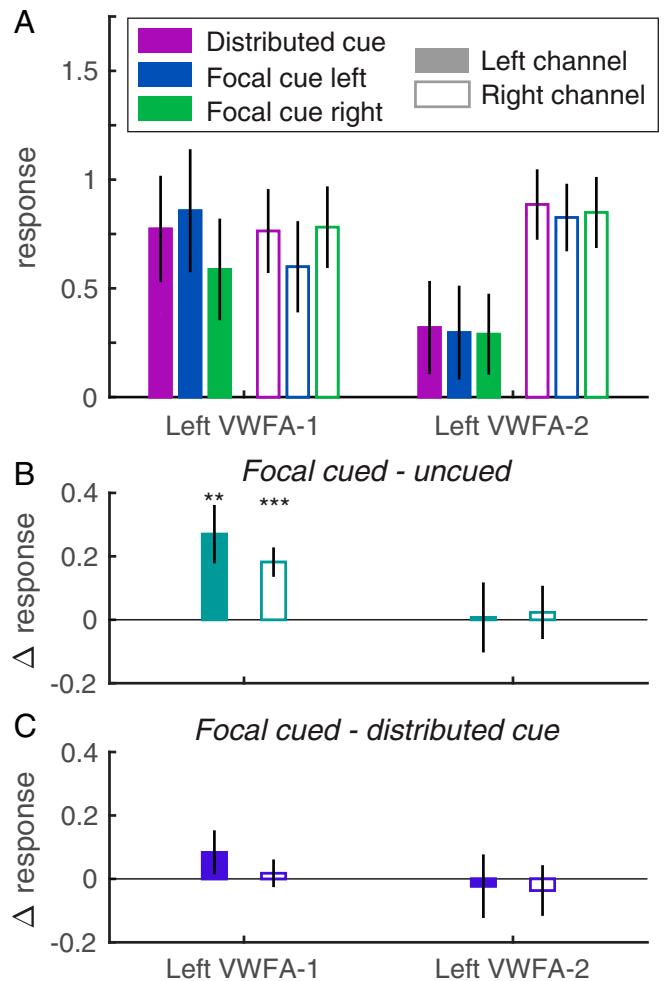 A
Distributed cue
Focal cue left
Focal cue right
Left channel
Right channel
response
1.5
1
0.5
0
Left VWFA-1
Left VWFA-2
B
Focal cued - uncued
Δ response
0.4
0.2
0
-0.2
**
***
C
Focal cued - distributed cue
Δ response
0.4
0.2
0
-0.2
Left VWFA-1
Left VWFA-2